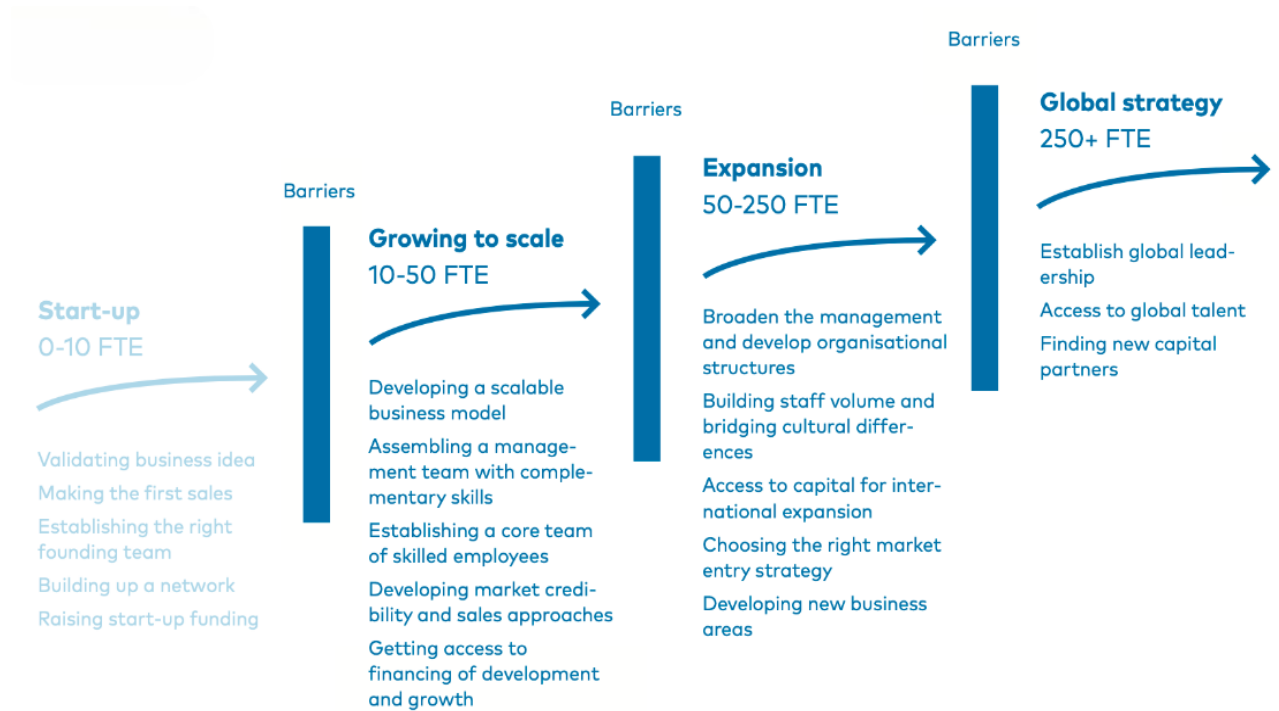 Start-up
0-10 FTE
Validating business idea
Making the first sales
Establishing the right
founding team
Building up a network
Raising start-up funding
Barriers
Growing to scale
10-50 FTE
Developing a scalable
business model
Assembling a manage-
ment team with comple-
mentary skills
Establishing a core team
of skilled employees
Developing market credi-
bility and sales approaches
Getting access to
financing of development
and growth
Barriers
Expansion
50-250 FTE
Broaden the management
and develop organisational
structures
Building staff volume and
bridging cultural differ-
ences
Access to capital for inter-
national expansion
Choosing the right market
entry strategy
Developing new business
areas
Barriers
Global strategy
250+ FTE
Establish global lead-
ership
Access to global talent
Finding new capital
partners